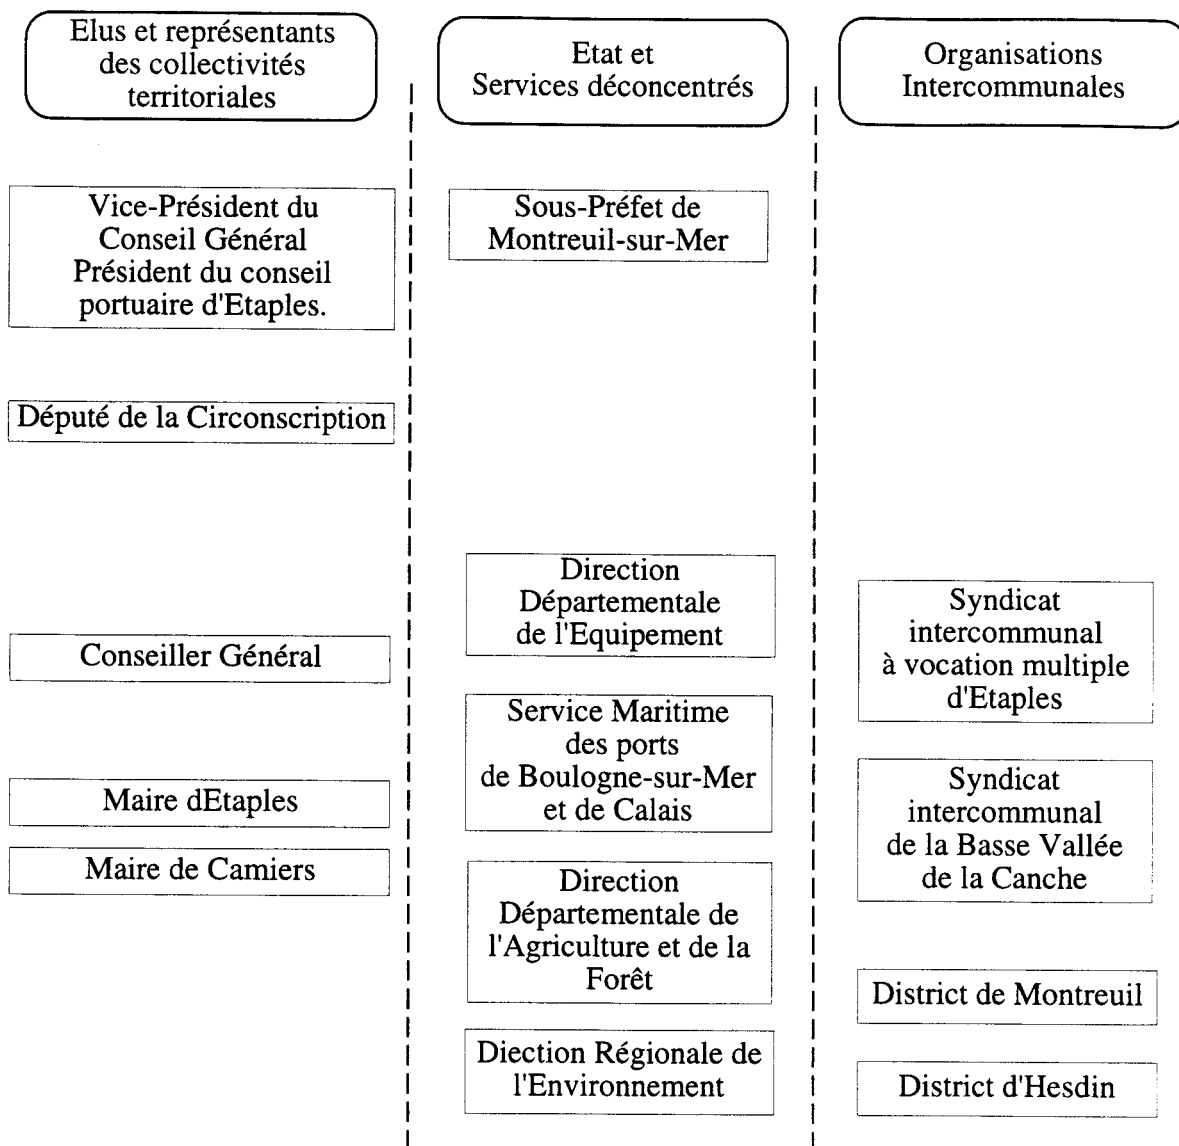 Elus et représentants
des collectivités
territoriales
Vice-Président du
Conseil Général
Président du conseil
portuaire d'Etaples.
Député de la Circonscription
Conseiller Général
Maire dEtaples
Maire de Camiers
Etat et
Services déconcentrés
Sous-Préfet de
Montreuil-sur-Mer
Direction
Départementale
de l'Equipement
Service Maritime
des ports
de Boulogne-sur-Mer
et de Calais
Direction
Départementale de
l'Agriculture et de la
Forêt
Diection Régionale de
l'Environnement
Organisations
Intercommunales
Syndicat
intercommunal
à vocation multiple
d'Etaples
Syndicat
intercommunal
de la Basse Vallée
de la Canche
District de Montreuil
District d'Hesdin